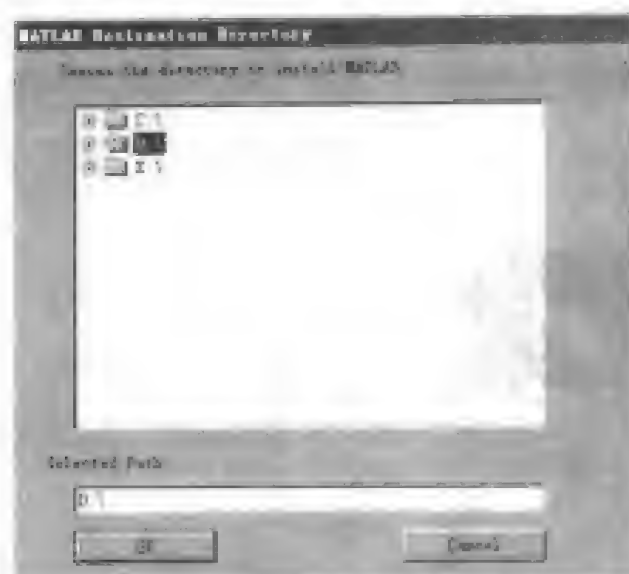 MATLAB Destination Directory
Choose the directory to install MATLAB
C:\
D:\
E:\
Selected Path
D:\
OK
Cancel